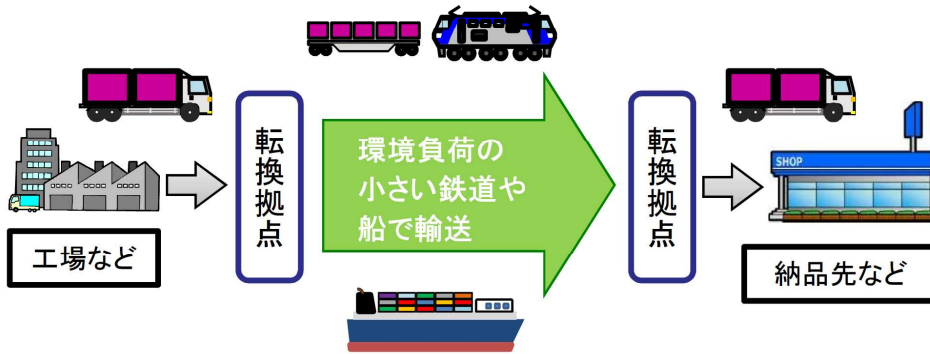 工場など
転換拠点
環境負荷の
小さい鉄道や
船で輸送
転換拠点
SHOP
納品先など